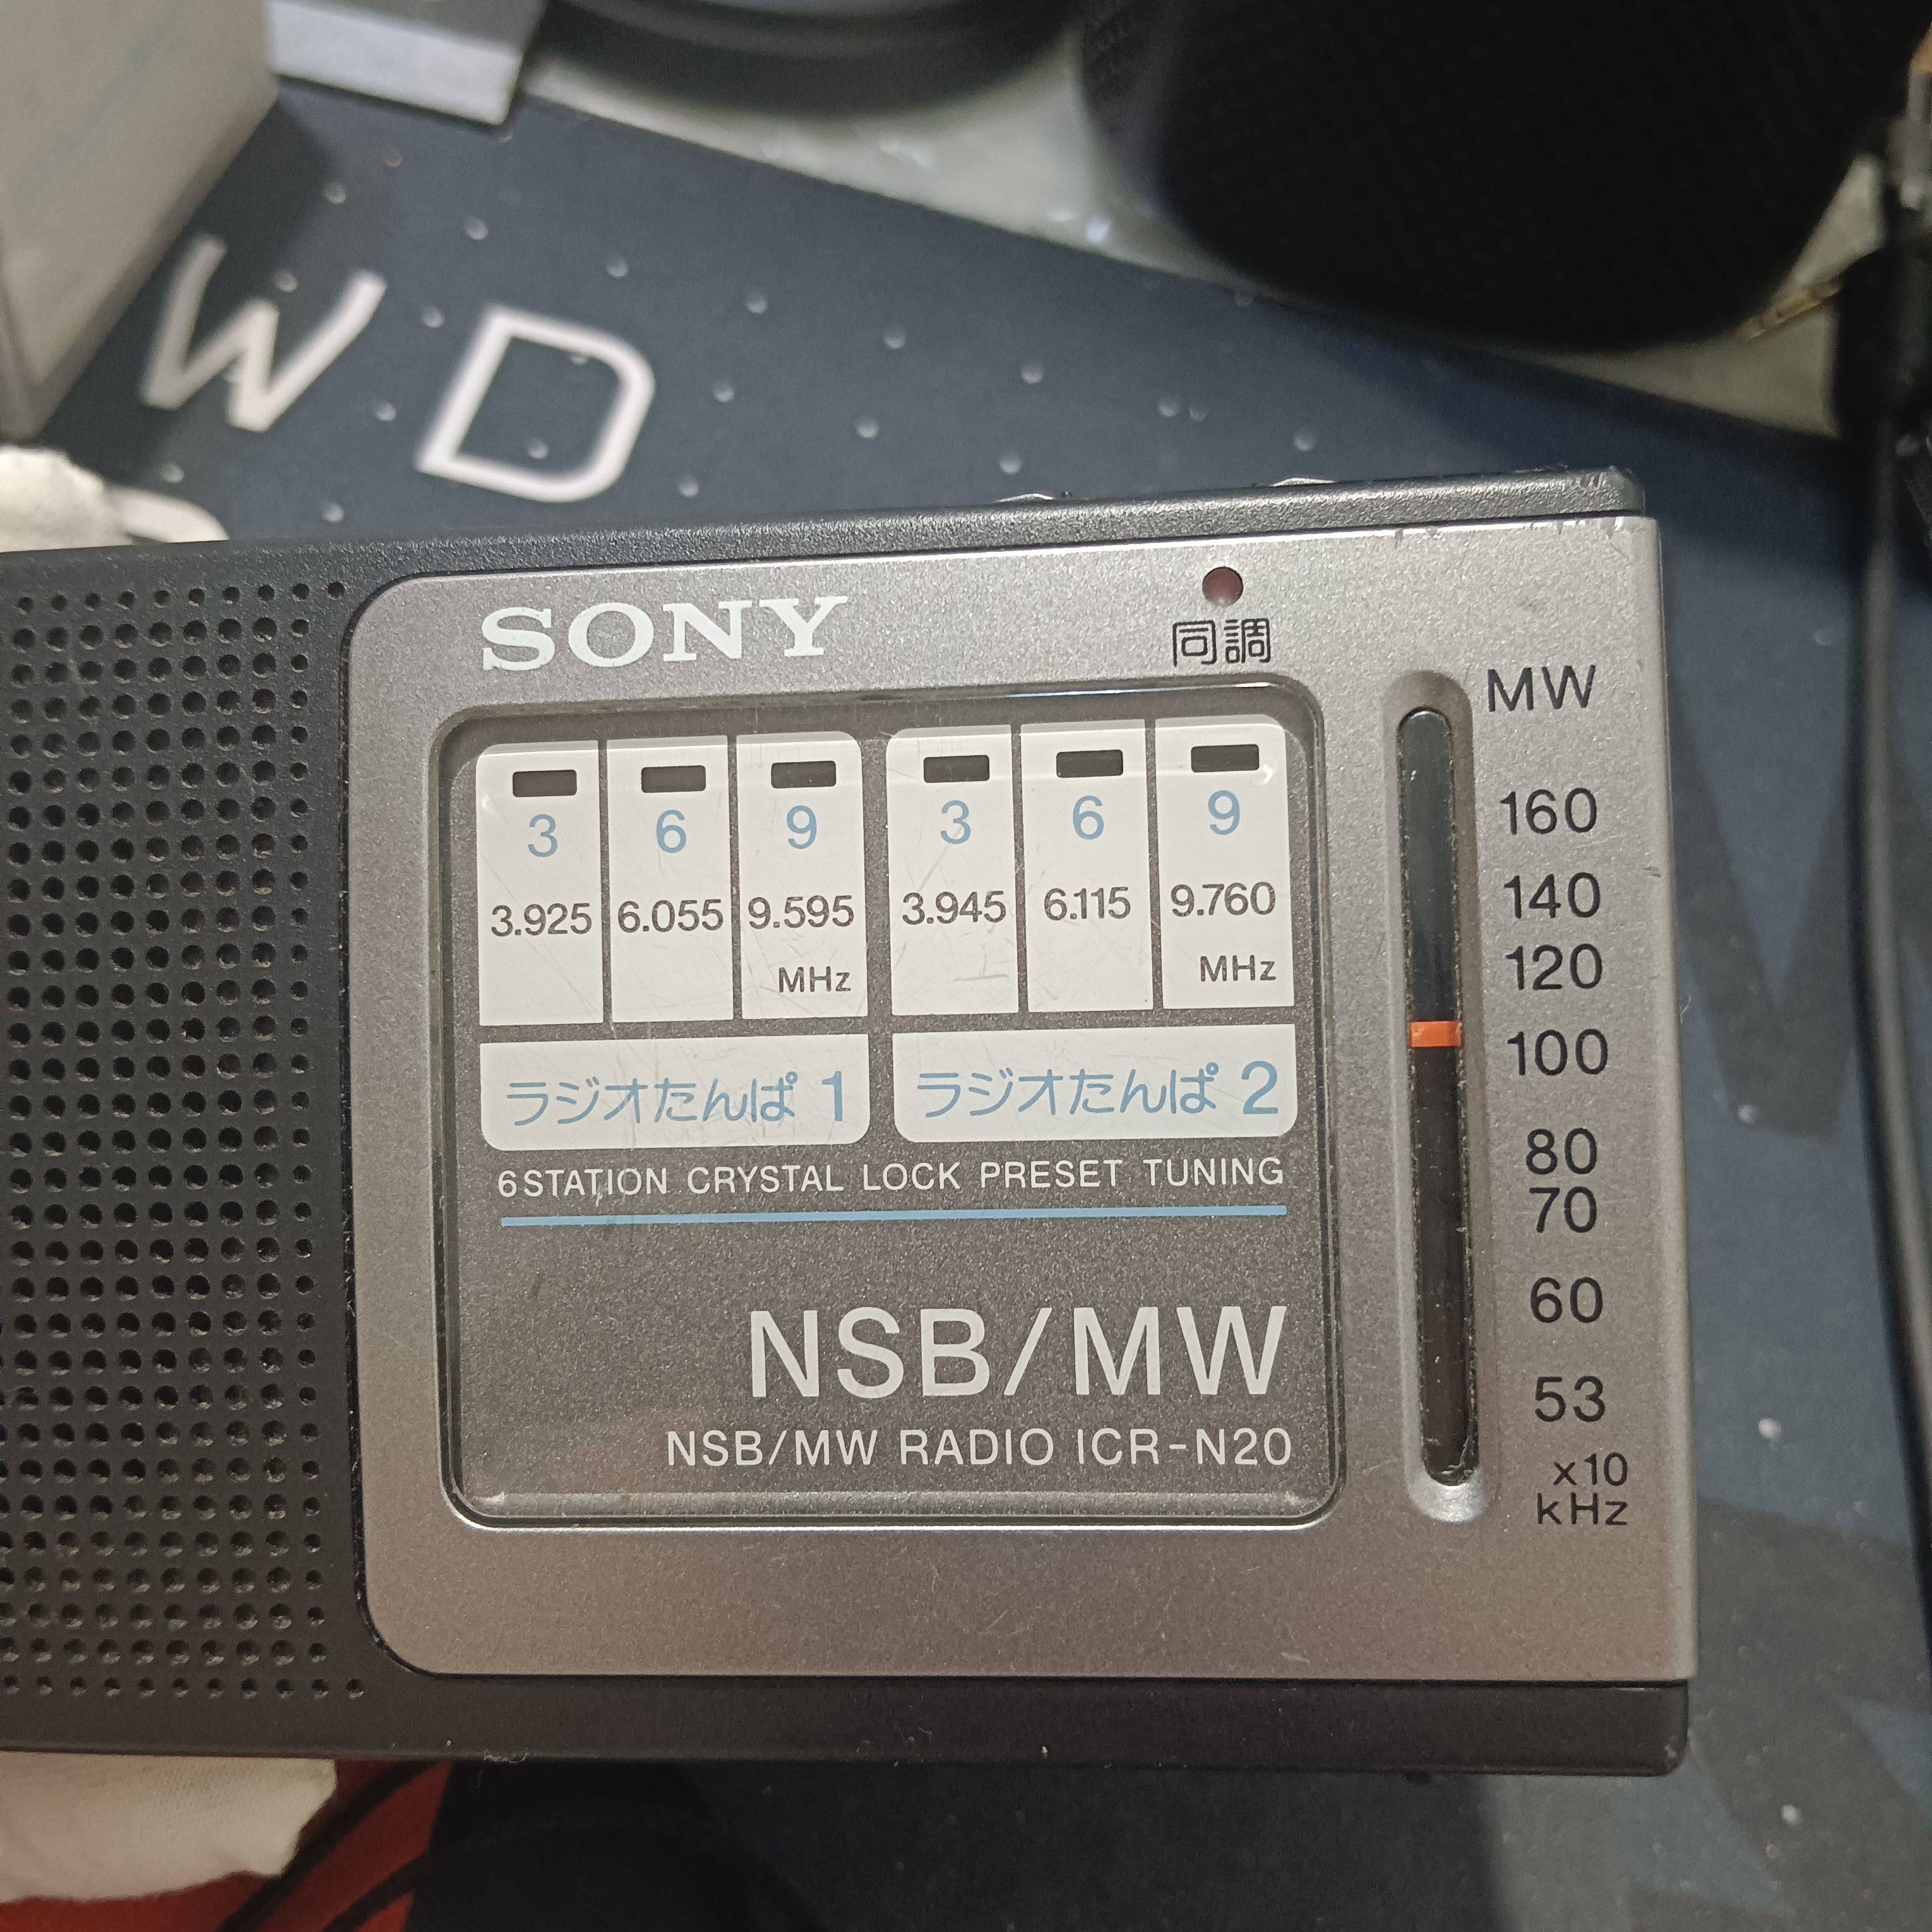 W D
SONY
同調
MW
3 6 9 3 6 9
3.925 6.055 9.595 3.945 6.115 9.760
MHz MHz
ラジオたんぱ 1 ラジオたんぱ 2
6 STATION CRYSTAL LOCK PRESET TUNING
NSB/MW
NSB/MW RADIO ICR-N20
160
140
120
100
80
70
60
53
x10
kHz